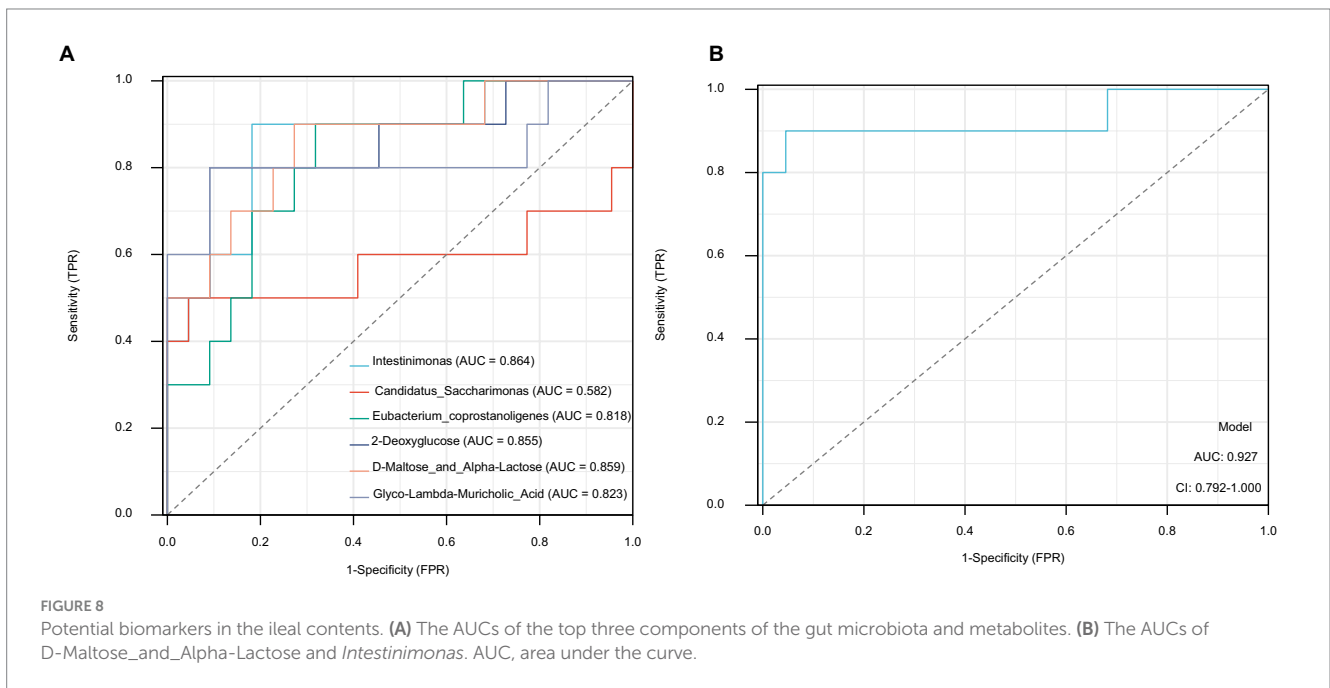 A
1.0
0.8
0.6
0.4
0.2
0.0
Sensitivity (TPR)
Intestinimonas (AUC = 0.864)
Candidatus_Saccharimonas (AUC = 0.582)
Eubacterium_coprostanoligenes (AUC = 0.818)
2-Deoxyglucose (AUC = 0.855)
D-Maltose_and_Alpha-Lactose (AUC = 0.859)
Glyco-Lambda-Muricholic_Acid (AUC = 0.823)
0.0 0.2 0.4 0.6 0.8 1.0
1-Specificity (FPR)
B
1.0
0.8
0.6
0.4
0.2
0.0
Sensitivity (TPR)
Model
AUC: 0.927
CI: 0.792-1.000
0.0 0.2 0.4 0.6 0.8 1.0
1-Specificity (FPR)
FIGURE 8
Potential biomarkers in the ileal contents. (A) The AUCs of the top three components of the gut microbiota and metabolites. (B) The AUCs of
D-Maltose_and_Alpha-Lactose and Intestinimonas. AUC, area under the curve.